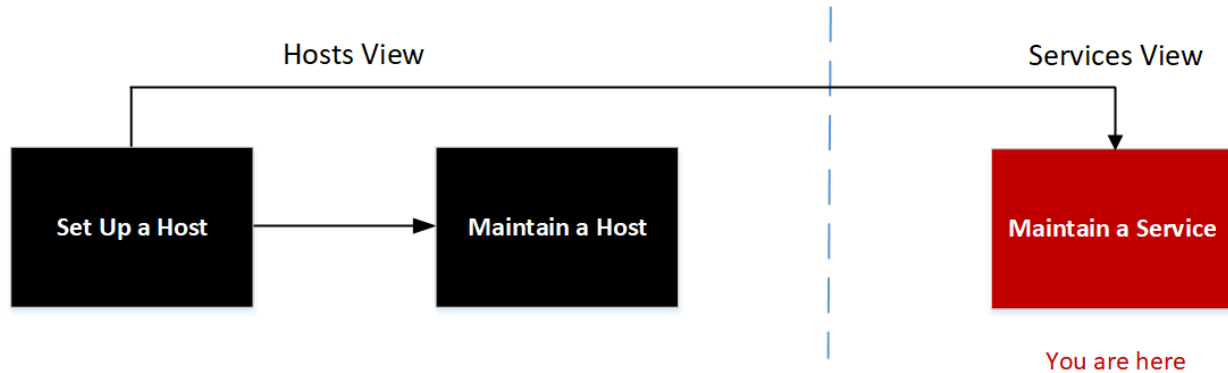 Hosts View
Services View
Set Up a Host
Maintain a Host
Maintain a Service
You are here